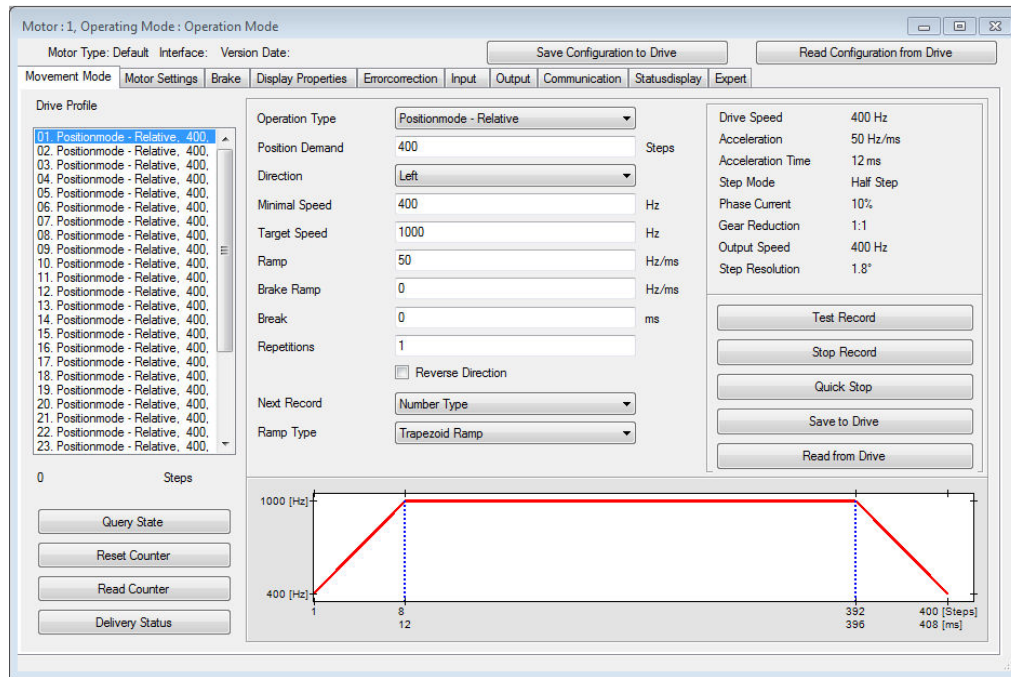 Motor : 1, Operating Mode : Operation Mode
Motor Type: Default Interface: Version Date:
Save Configuration to Drive
Read Configuration from Drive
Movement Mode Motor Settings Brake Display Properties Errorcorrection Input Output Communication Statusdisplay Expert
Drive Profile
01. Positionmode - Relative, 400,
02. Positionmode - Relative, 400,
03. Positionmode - Relative, 400,
04. Positionmode - Relative, 400,
05. Positionmode - Relative, 400,
06. Positionmode - Relative, 400,
07. Positionmode - Relative, 400,
08. Positionmode - Relative, 400,
09. Positionmode - Relative, 400,
10. Positionmode - Relative, 400,
11. Positionmode - Relative, 400,
12. Positionmode - Relative, 400,
13. Positionmode - Relative, 400,
14. Positionmode - Relative, 400,
15. Positionmode - Relative, 400,
16. Positionmode - Relative, 400,
17. Positionmode - Relative, 400,
18. Positionmode - Relative, 400,
19. Positionmode - Relative, 400,
20. Positionmode - Relative, 400,
21. Positionmode - Relative, 400,
22. Positionmode - Relative, 400,
23. Positionmode - Relative, 400,
0 Steps
Query State
Reset Counter
Read Counter
Delivery Status
Operation Type Positionmode - Relative
Position Demand 400 Steps
Direction Left
Minimal Speed 400 Hz
Target Speed 1000 Hz
Ramp 50 Hz/ms
Brake Ramp 0 Hz/ms
Break 0 ms
Repetitions 1
Reverse Direction
Next Record Number Type
Ramp Type Trapezoid Ramp
Drive Speed 400 Hz
Acceleration 50 Hz/ms
Acceleration Time 12 ms
Step Mode Half Step
Phase Current 10%
Gear Reduction 1:1
Output Speed 400 Hz
Step Resolution 1.8°
Test Record
Stop Record
Quick Stop
Save to Drive
Read from Drive
1000 [Hz]
400 [Hz]
1 8 392 400 [Steps]
12 396 408 [ms]